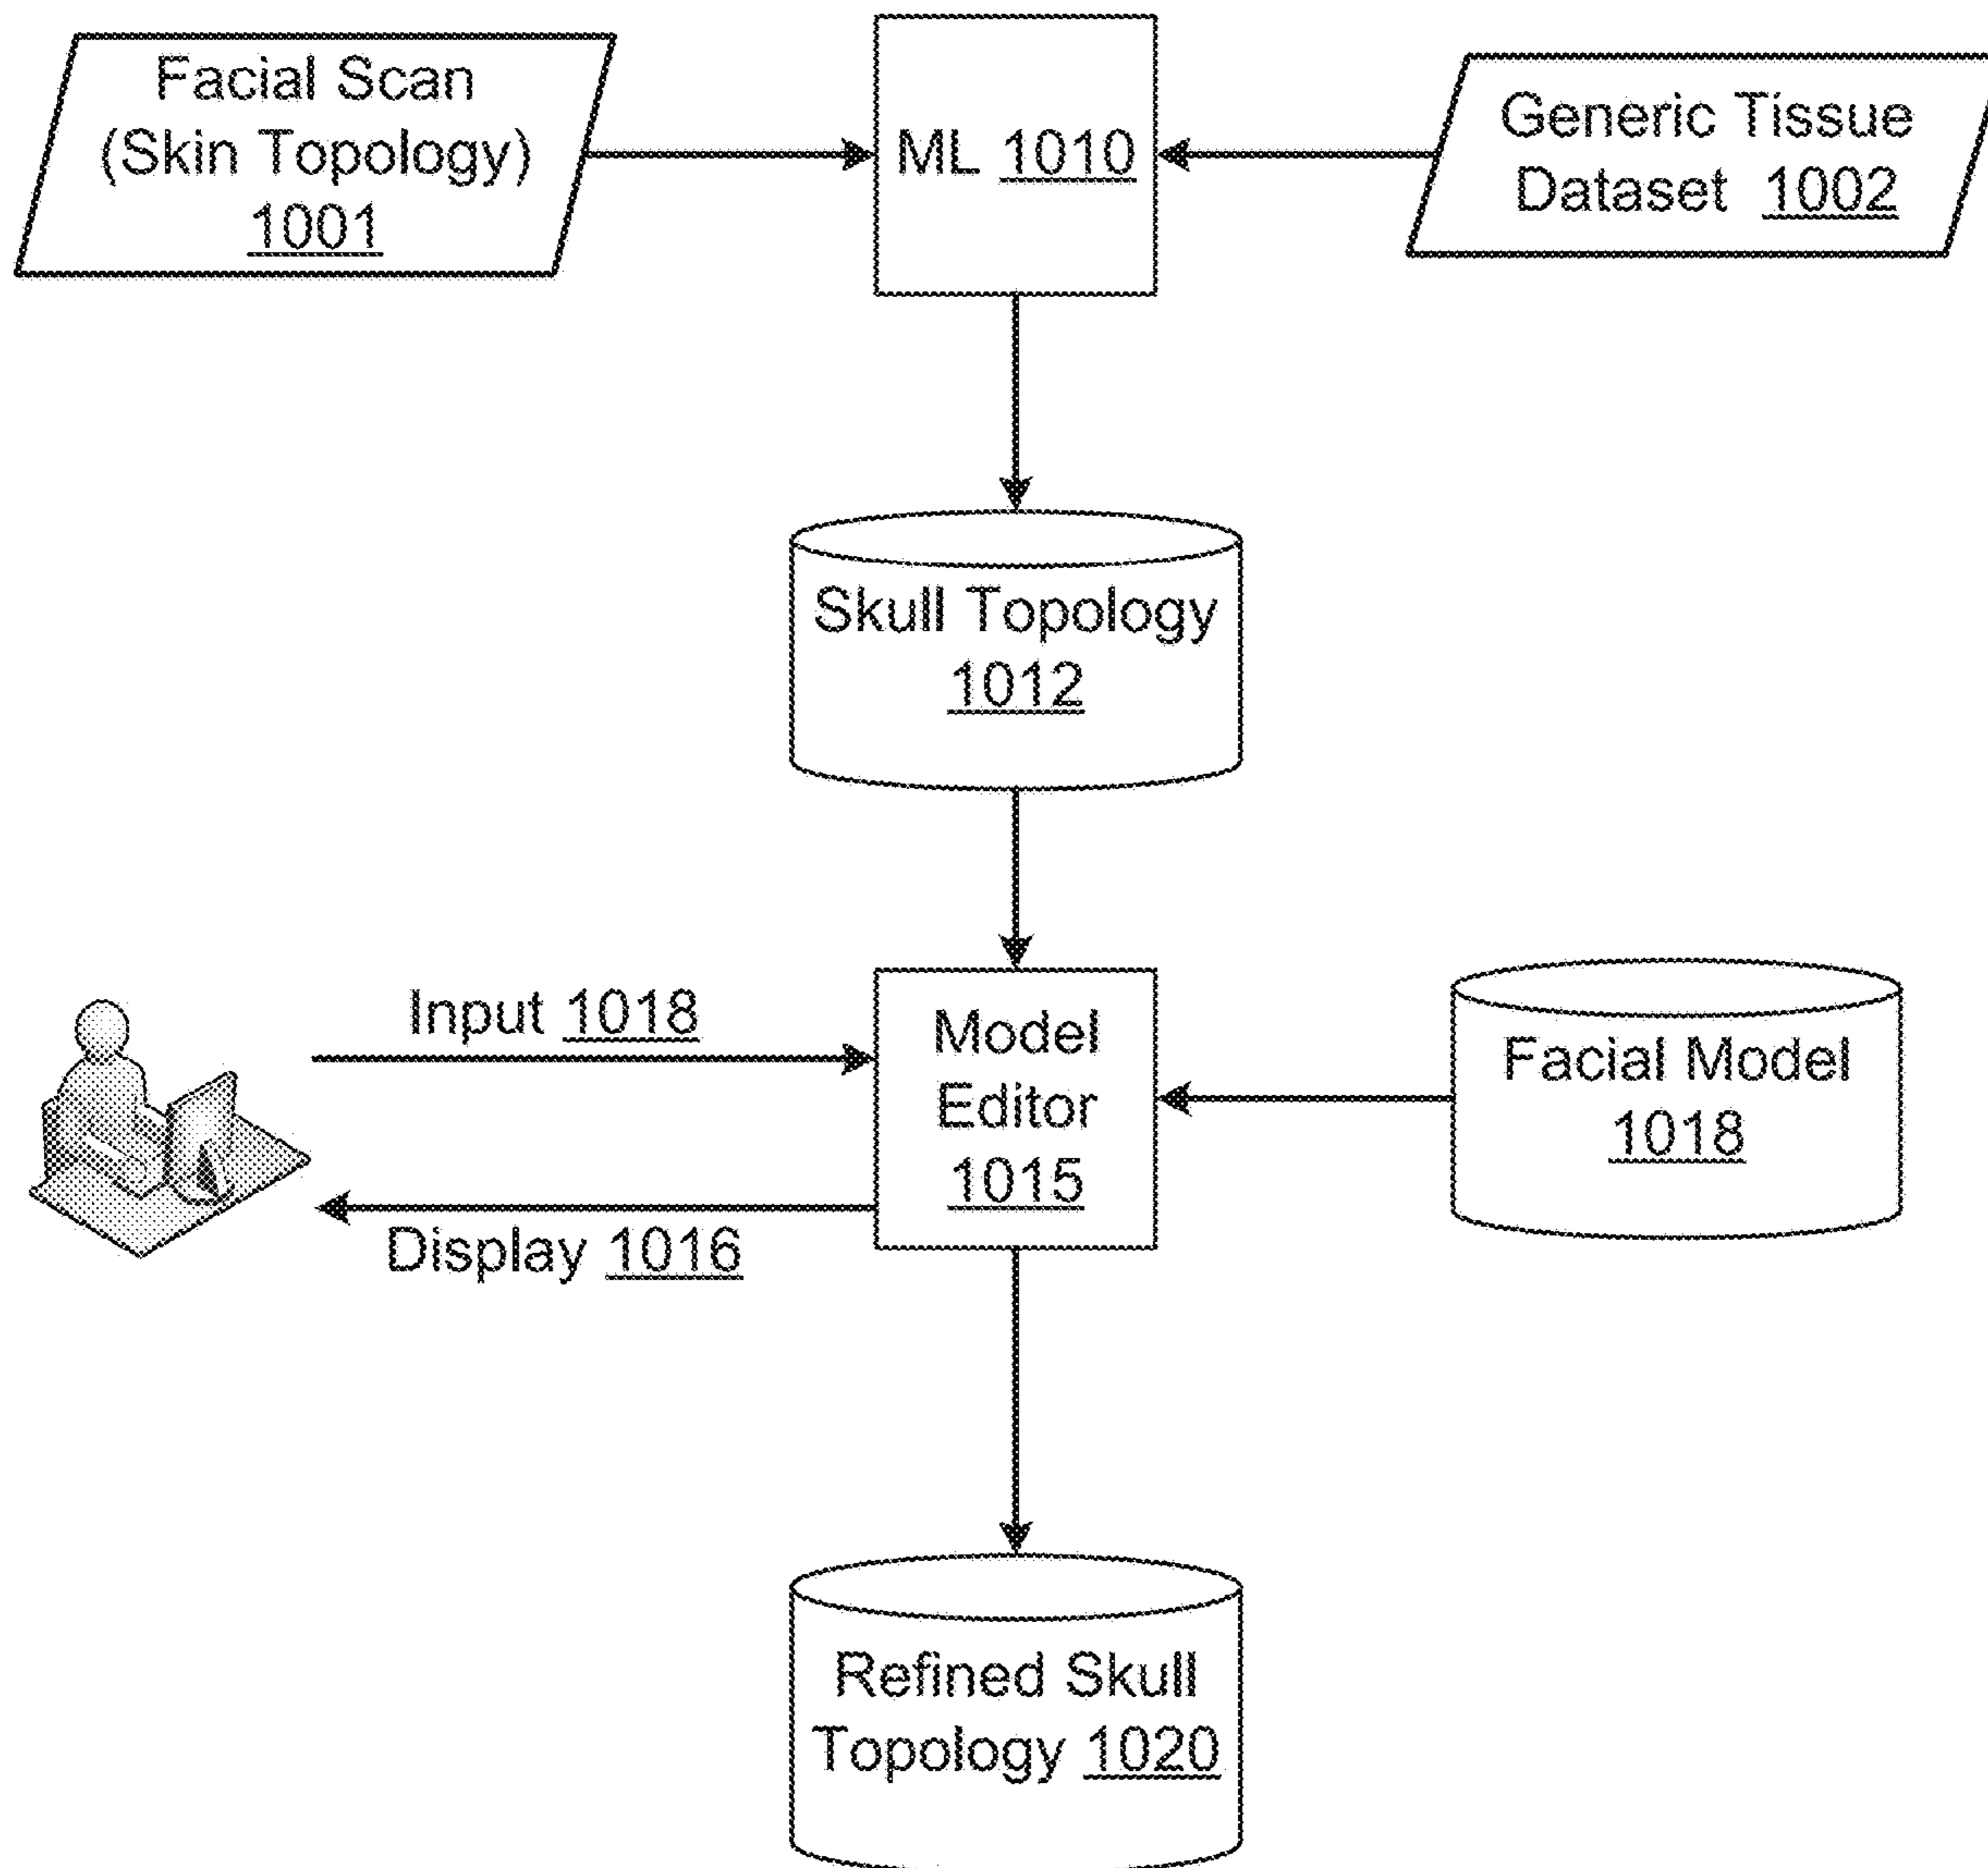 Facial Scan
(Skin Topology)
1001
ML 1010
Generic Tissue
Dataset 1002
Skull Topology
1012
Input 1018
Model
Editor
1015
Facial Model
1018
Display 1016
Refined Skull
Topology 1020